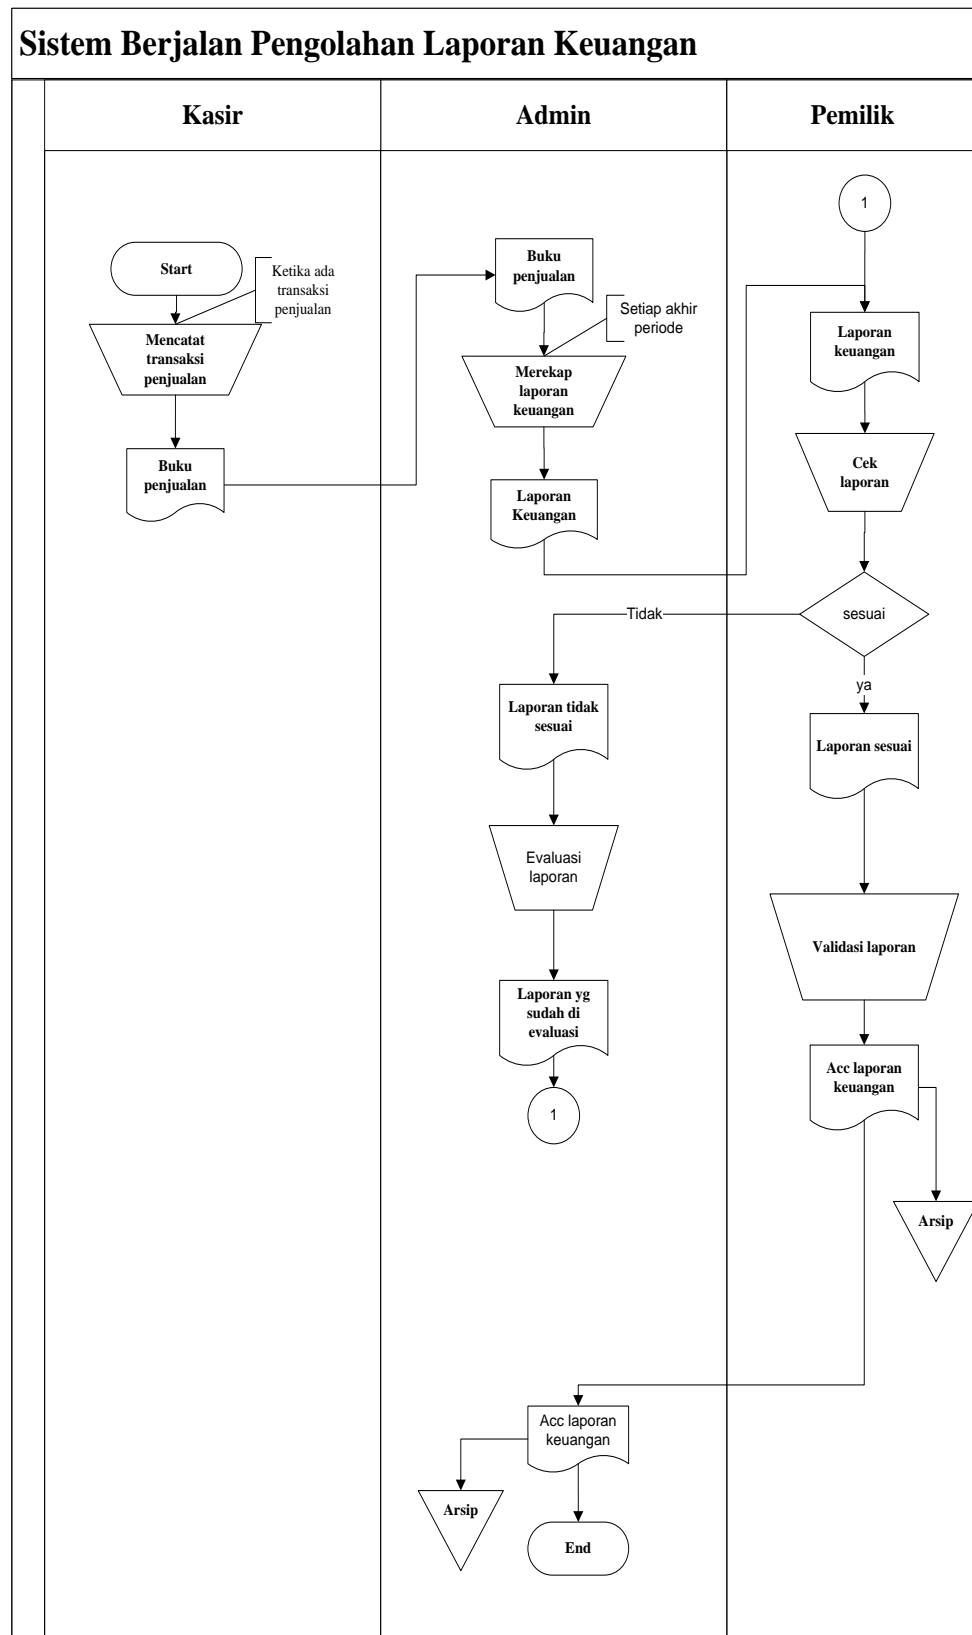 Sistem Berjalan Pengolahan Laporan Keuangan
Kasir
Admin
Pemilik
Start
Ketika ada
transaksi
penjualan
Mencatat
transaksi
penjualan
Buku
penjualan
Buku
penjualan
Setiap akhir
periode
Merekap
laporan
keuangan
Laporan
Keuangan
1
Laporan
keuangan
Cek
laporan
sesuai
Tidak
ya
Laporan tidak
sesuai
Evaluasi
laporan
Laporan yg
sudah di
evaluasi
1
Laporan sesuai
Validasi laporan
Acc laporan
keuangan
Arsip
Acc laporan
keuangan
Arsip
End